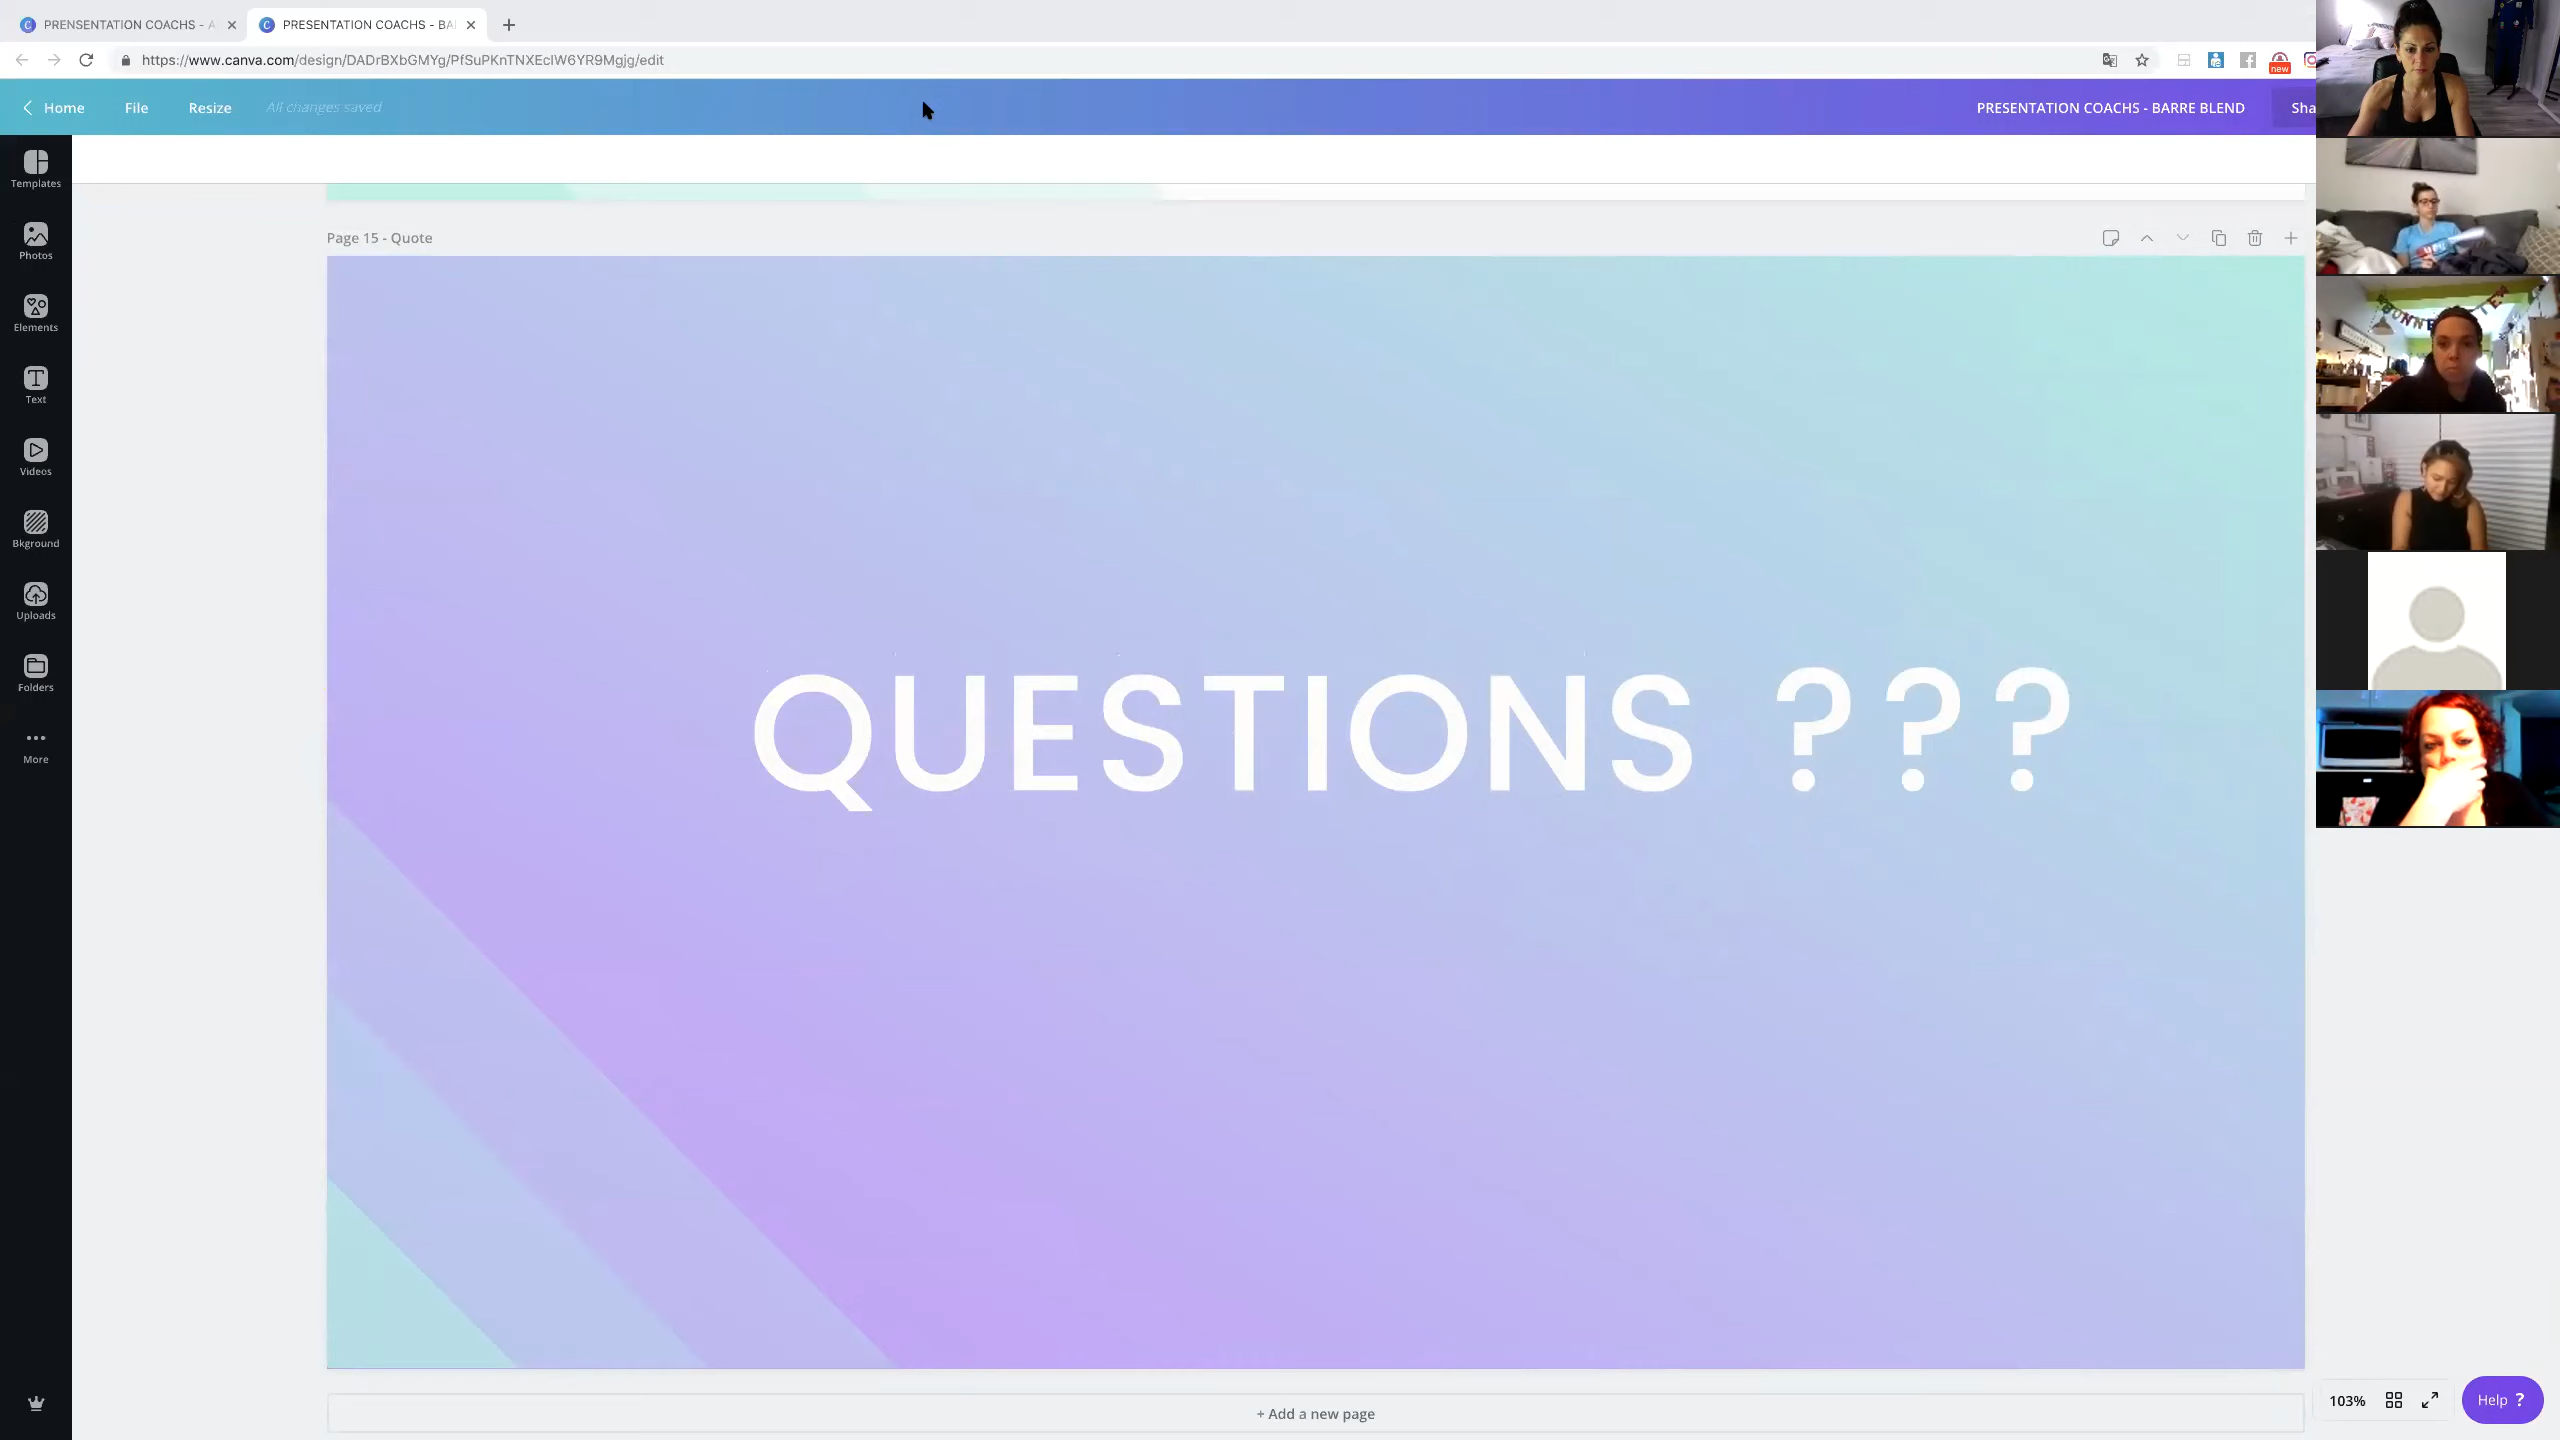 PRENSENTATION COACHS - A
PRESENTATION COACHS - BA
https://www.canva.com/design/DADrBXbGMYg/PfSuPKnTNXEcIW6YR9Mgjg/edit
new
Home
File
Resize
All changes saved
PRESENTATION COACHS - BARRE BLEND
Sha
Templates
Photos
Elements
Text
Videos
Bkground
Uploads
Folders
More
Page 15 - Quote
QUESTIONS ???
+ Add a new page
103%
Help ?